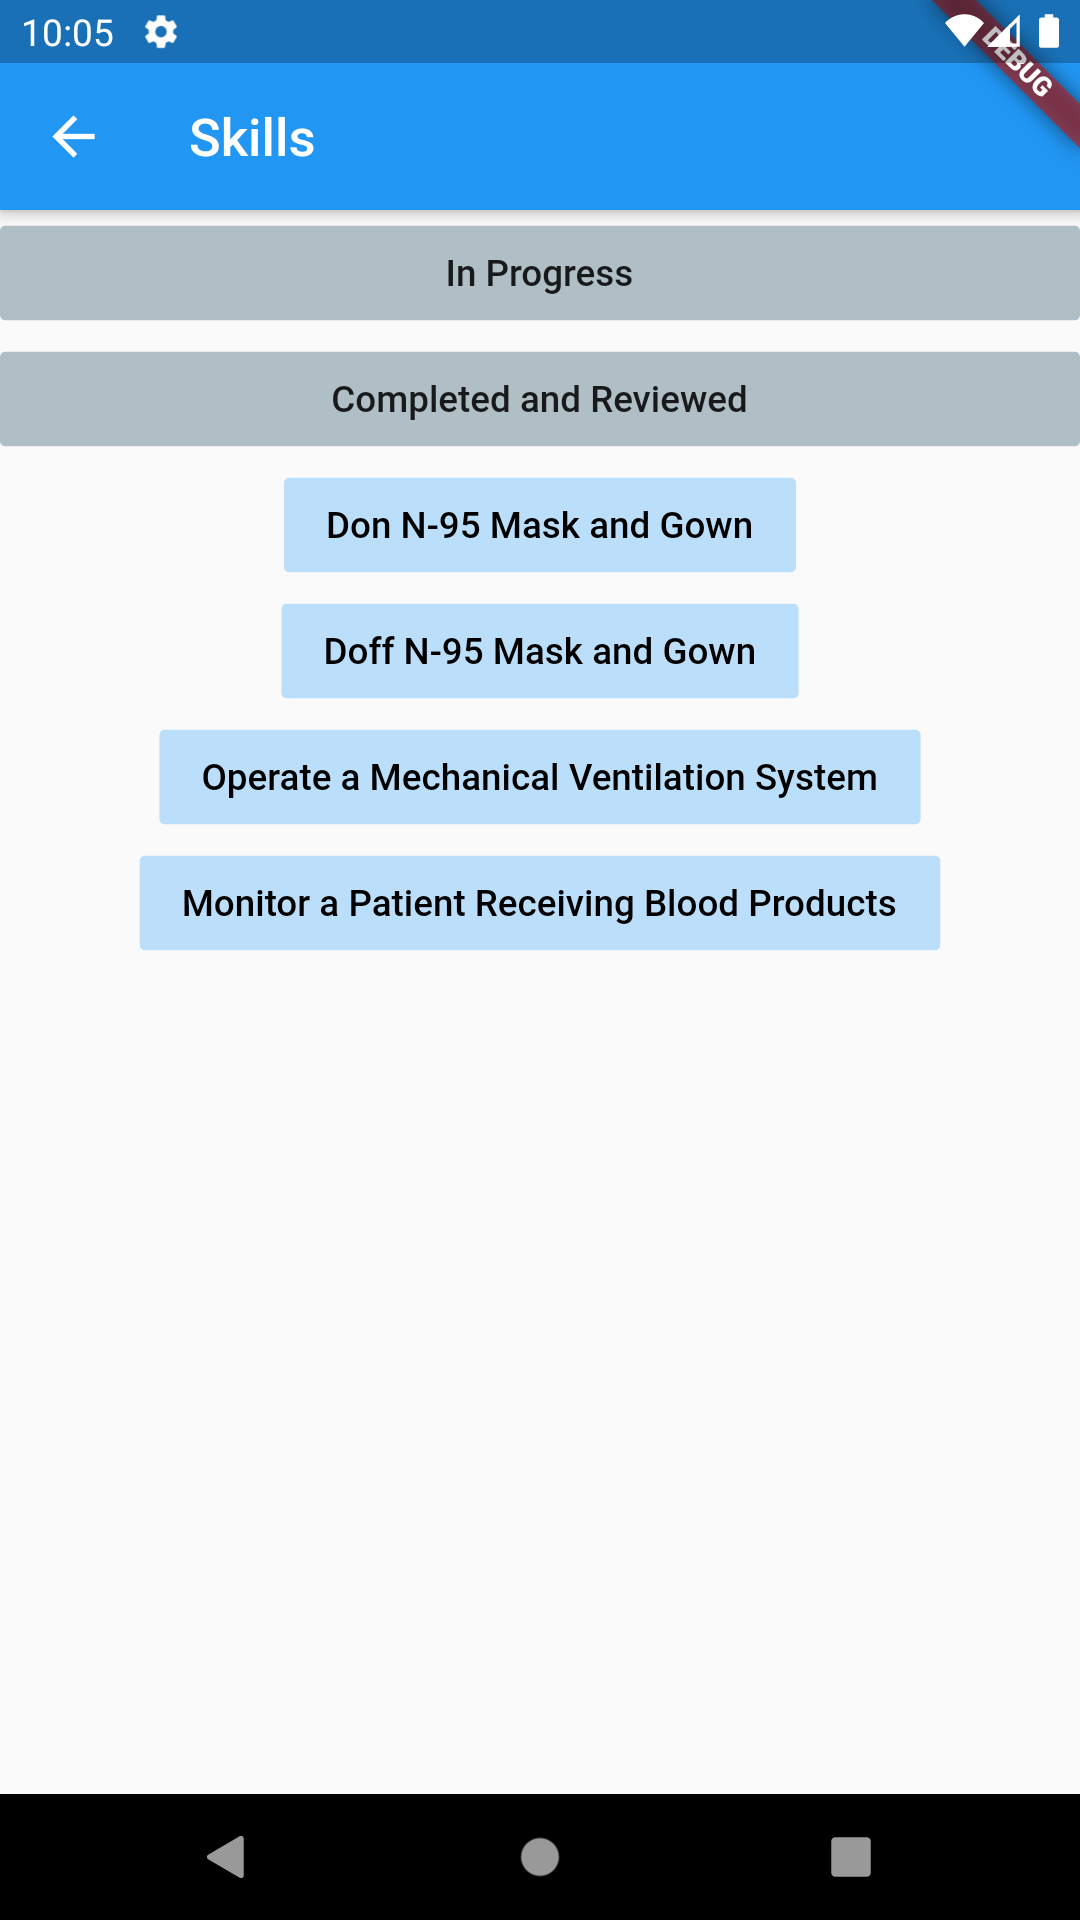 10:05
DEBUG
Skills
In Progress
Completed and Reviewed
Don N-95 Mask and Gown
Doff N-95 Mask and Gown
Operate a Mechanical Ventilation System
Monitor a Patient Receiving Blood Products